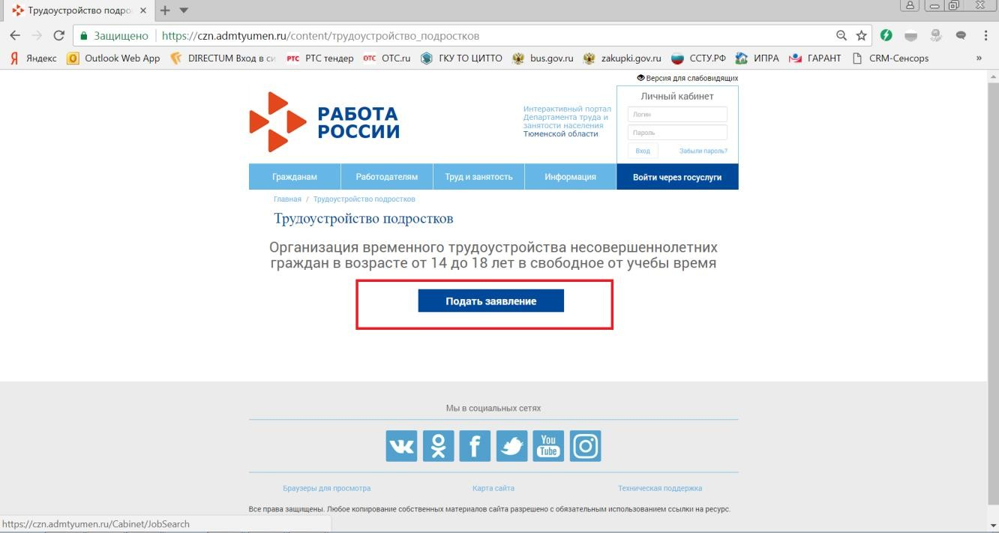 Трудоустройство подро
Защищено
https://czn.admtyumen.ru/content/трудоустройство_подростков
Яндекс
Outlook Web App
DIRECTUM Вход в си
РТС РТС тендер
ОТС ОТС.ru
ГКУ ТО ЦИТТО
bus.gov.ru
zakupki.gov.ru
ССТУ.РФ
ИПРА
ГАРАНТ
CRM-Сенсорs
»
Версия для слабовидящих
РАБОТА
РОССИИ
Интерактивный портал
Департамента труда и
занятости населения
Тюменской области
Личный кабинет
Логин
Пароль
Вход
Забыли пароль?
Гражданам
Работодателям
Труд и занятость
Информация
Войти через госуслуги
Главная / Трудоустройство подростков
Трудоустройство подростков
Организация временного трудоустройства несовершеннолетних
граждан в возрасте от 14 до 18 лет в свободное от учебы время
Подать заявление
Мы в социальных сетях
You
Tube
Браузеры для просмотра
Карта сайта
Техническая поддержка
Все права защищены. Любое копирование собственных материалов сайта разрешено с обязательным использованием ссылки на ресурс.
https://czn.admtyumen.ru/Cabinet/JobSearch